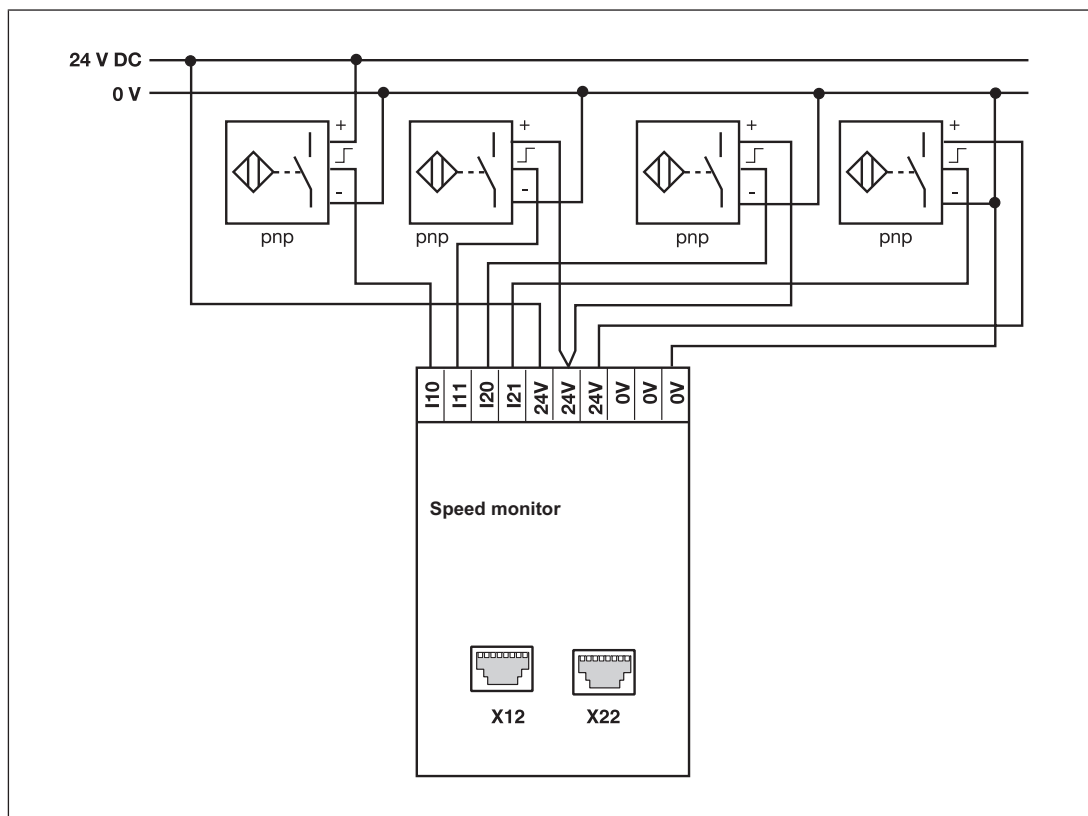 24 V DC
0 V
+ + + +
- - - -
pnp pnp pnp pnp
I10 I11 I20 I21 24V 24V 24V 0V 0V 0V
Speed monitor
X12 X22